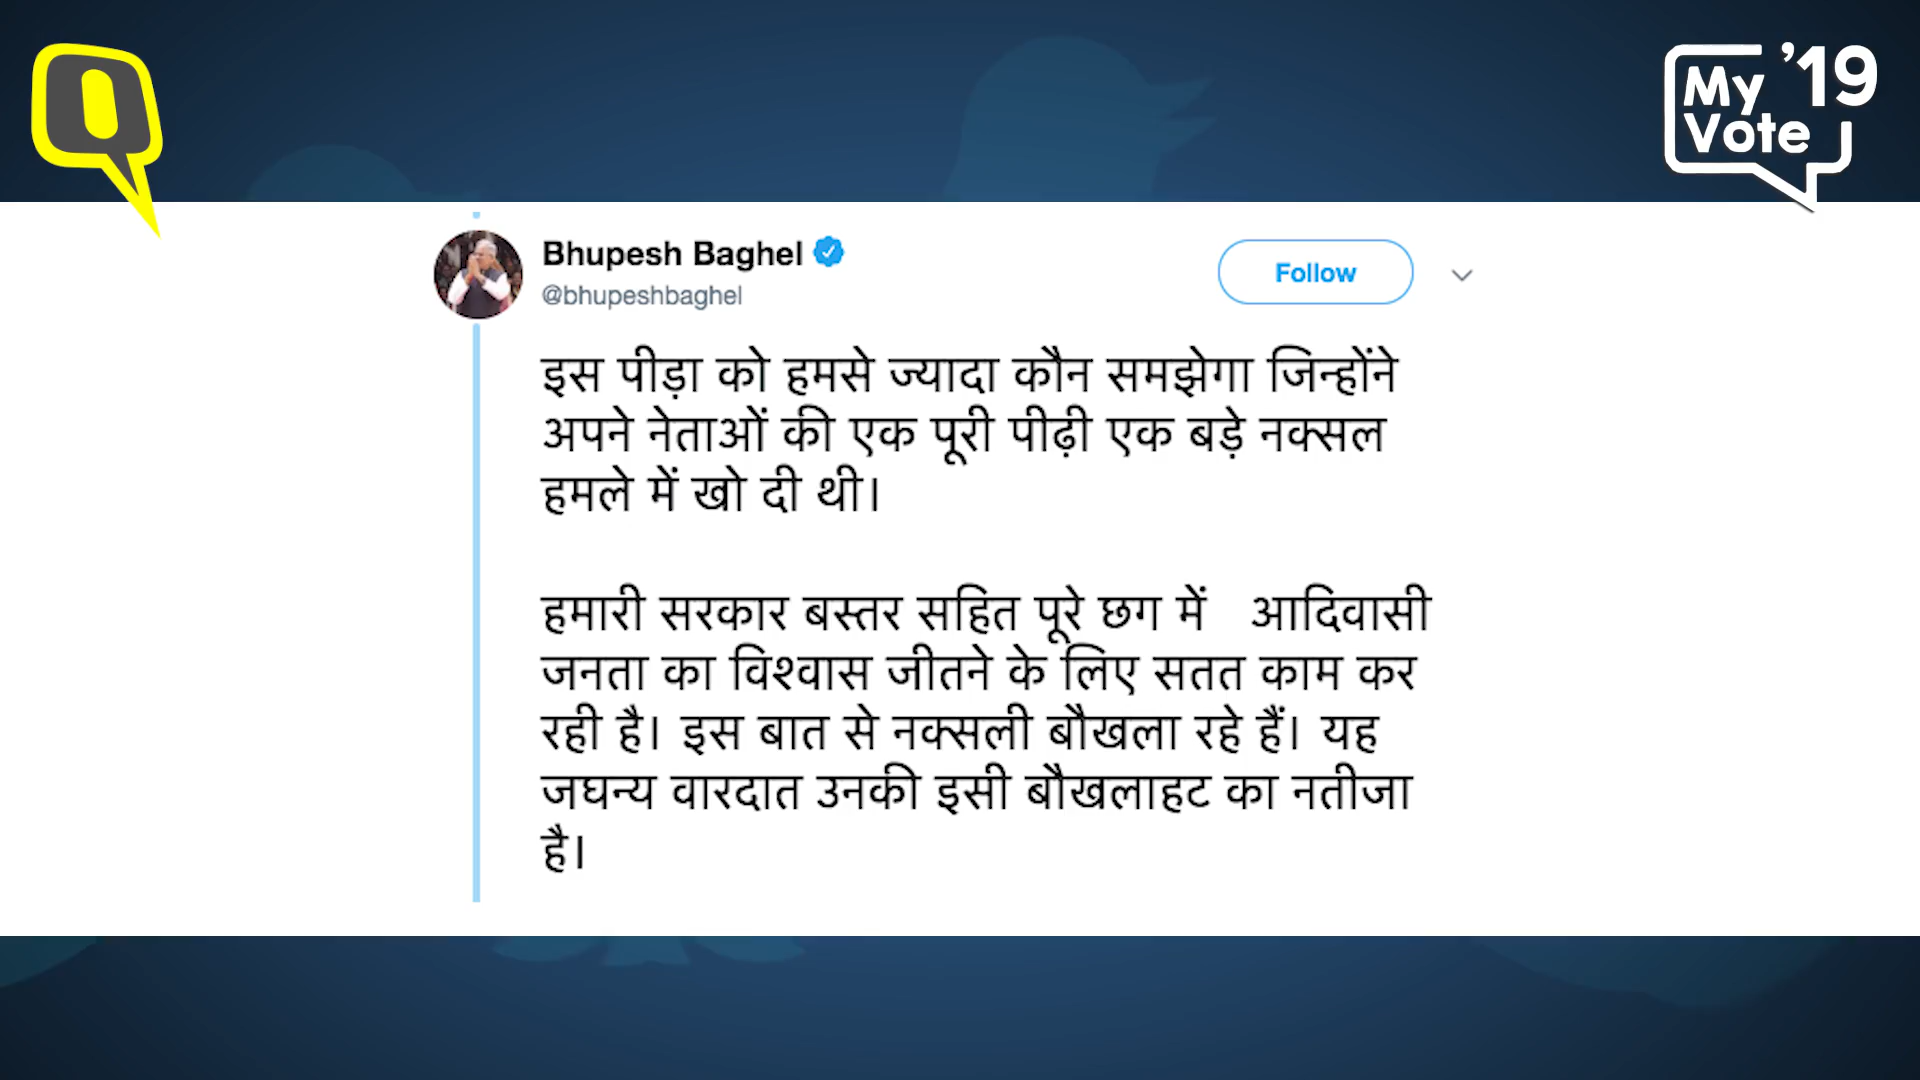 My '19
Vote
Bhupesh Baghel
@bhupeshbaghel
Follow
इस पीड़ा को हमसे ज्यादा कौन समझेगा जिन्होंने
अपने नेताओं की एक पूरी पीढ़ी एक बड़े नक्सल
हमले में खो दी थी।
हमारी सरकार बस्तर सहित पूरे छग में आदिवासी
जनता का विश्वास जीतने के लिए सतत काम कर
रही है। इस बात से नक्सली बौखला रहे हैं। यह
जघन्य वारदात उनकी इसी बौखलाहट का नतीजा
है।